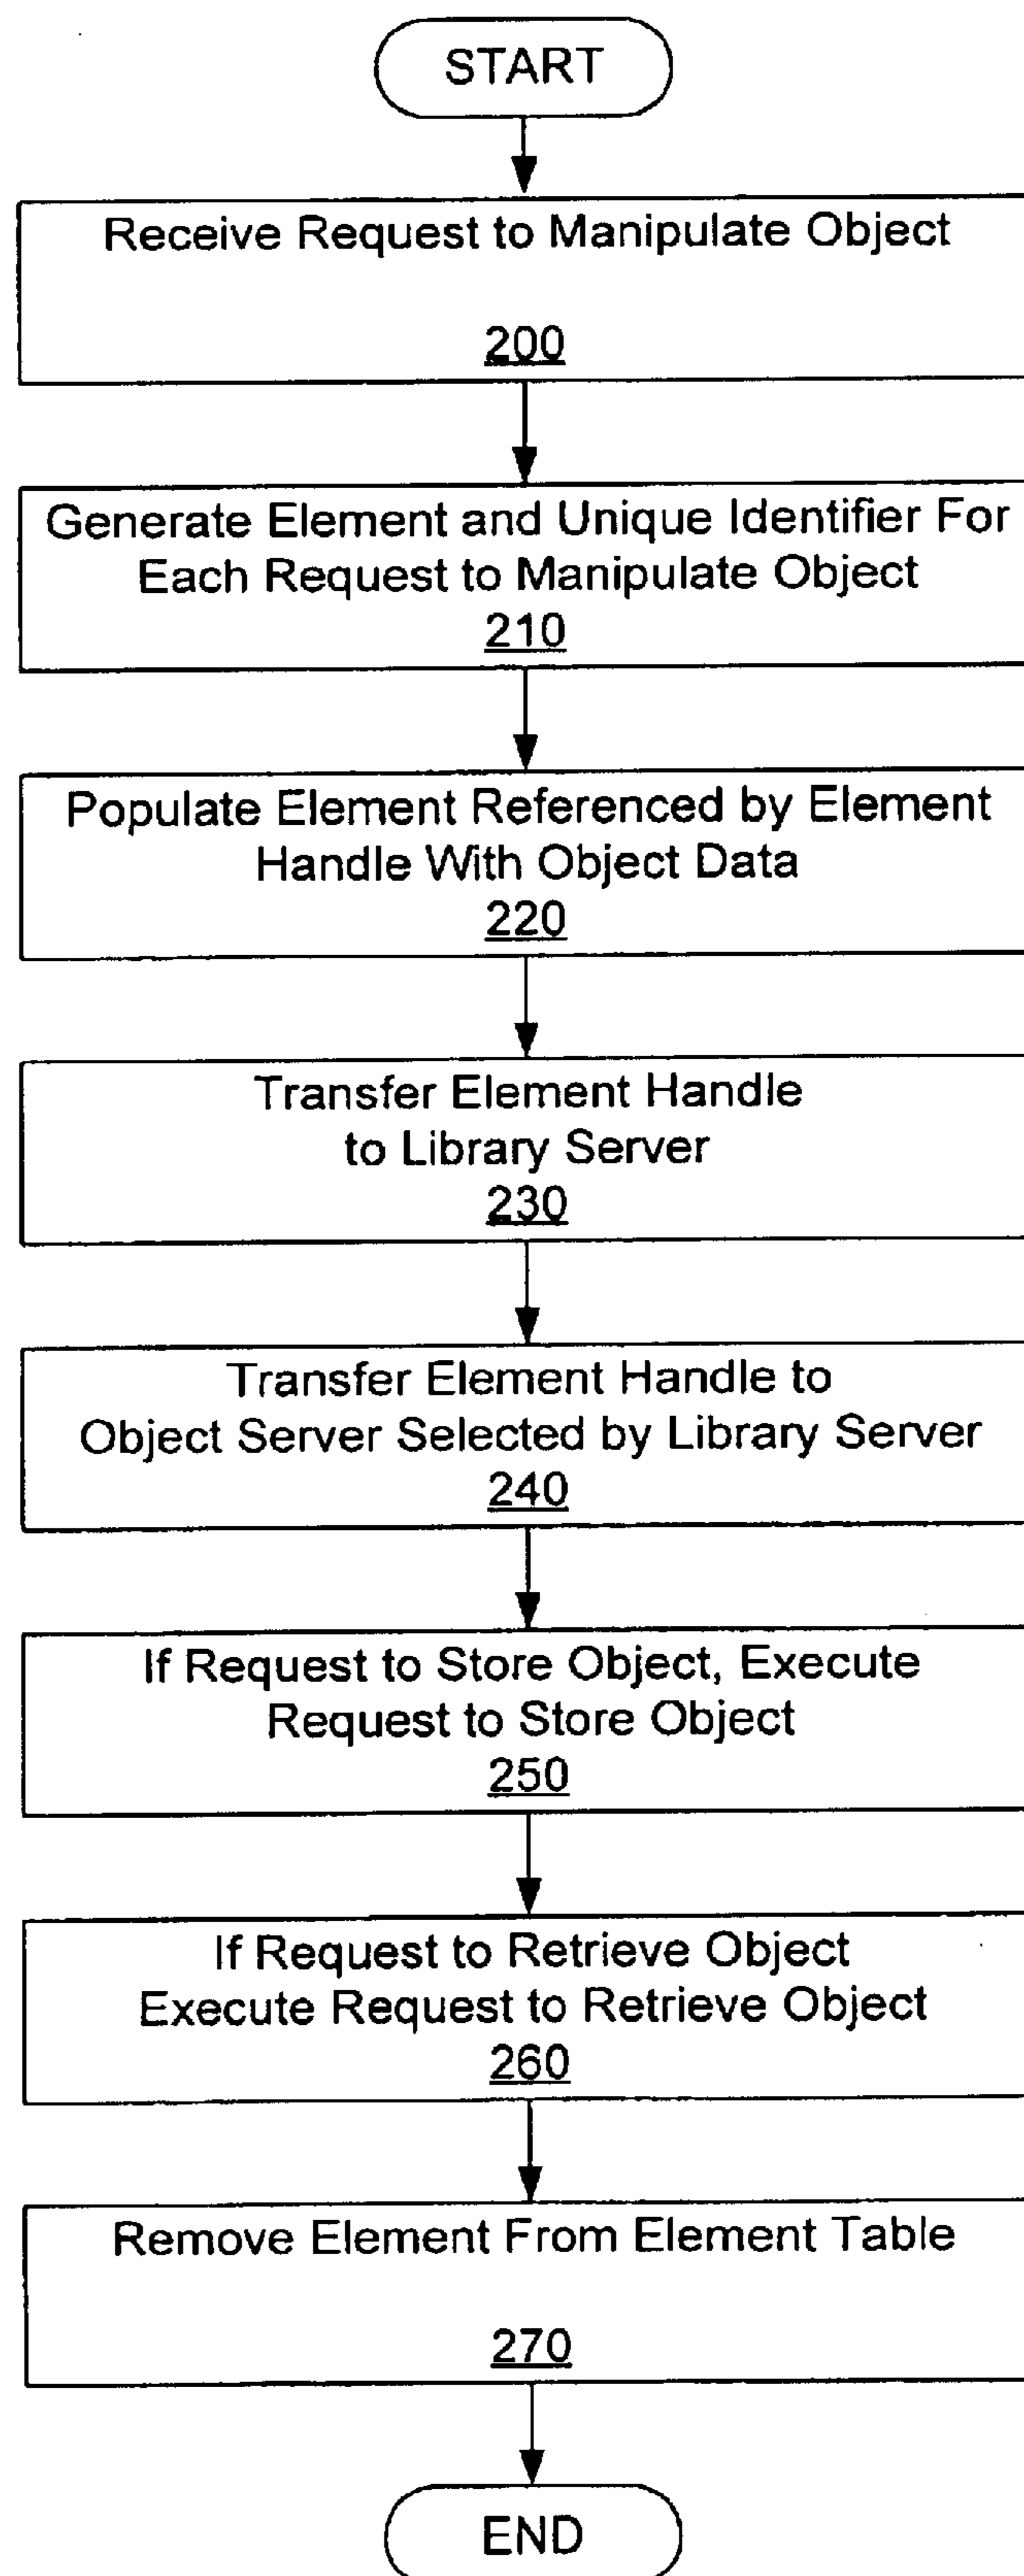 START
Receive Request to Manipulate Object
200
Generate Element and Unique Identifier For
Each Request to Manipulate Object
210
Populate Element Referenced by Element
Handle With Object Data
220
Transfer Element Handle
to Library Server
230
Transfer Element Handle to
Object Server Selected by Library Server
240
If Request to Store Object, Execute
Request to Store Object
250
If Request to Retrieve Object
Execute Request to Retrieve Object
260
Remove Element From Element Table
270
END